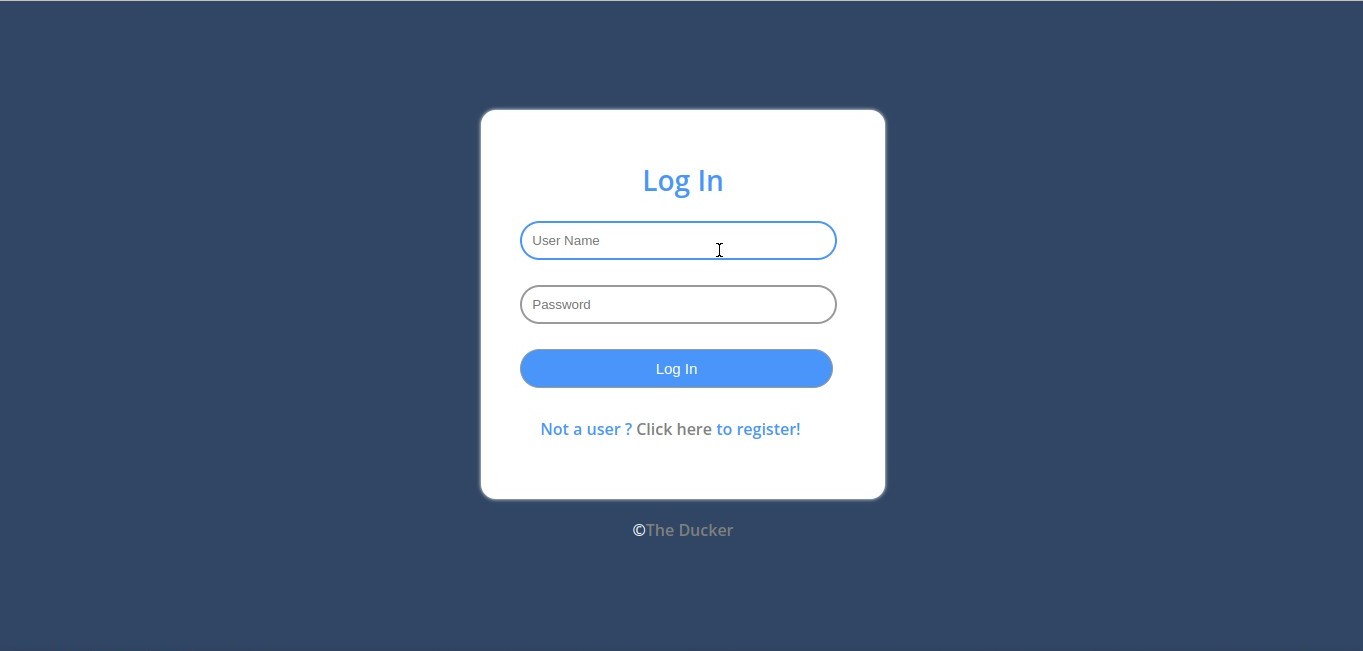 Log In
User Name
Password
Log In
Not a user ? Click here to register!
©The Ducker